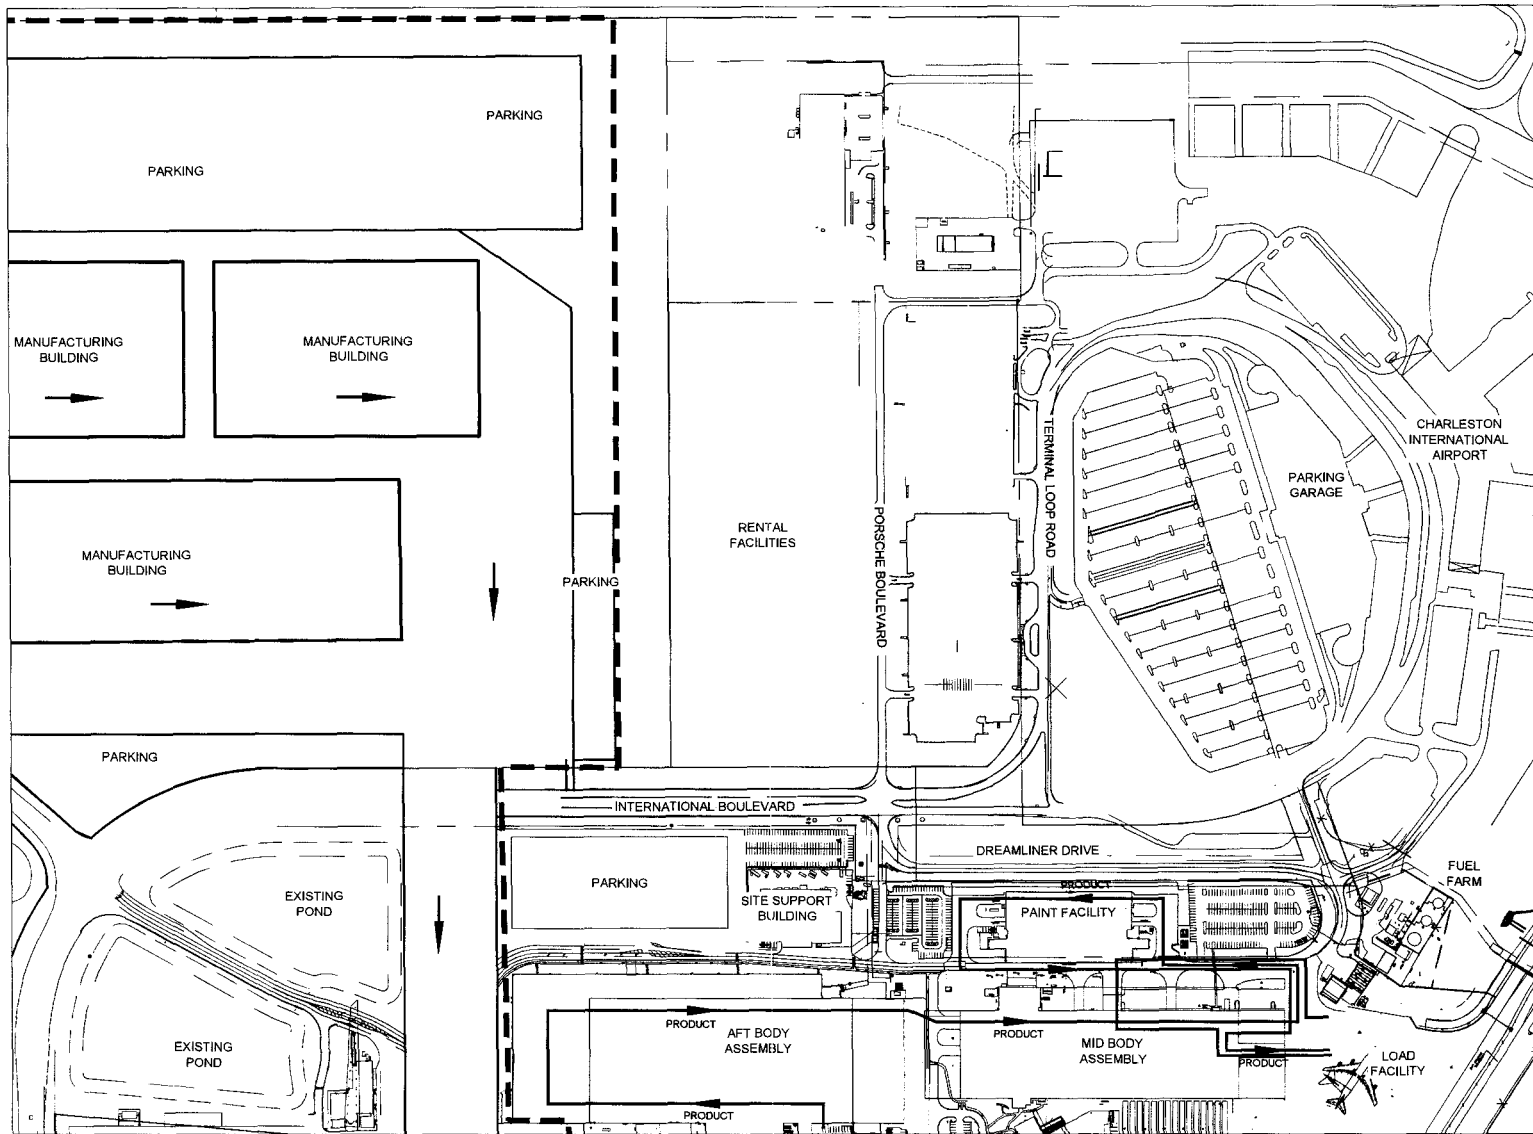 PARKING
PARKING
MANUFACTURING
BUILDING
MANUFACTURING
BUILDING
CHARLESTON
INTERNATIONAL
AIRPORT
TERMINAL LOOP ROAD
PARKING
GARAGE
RENTAL
FACILITIES
PORSCHE BOULEVARD
MANUFACTURING
BUILDING
PARKING
PARKING
INTERNATIONAL BOULEVARD
DREAMLINER DRIVE
FUEL
FARM
EXISTING
POND
PARKING
SITE SUPPORT
BUILDING
PRODUCT
PAINT FACILITY
PRODUCT
AFT BODY
ASSEMBLY
PRODUCT
MID BODY
ASSEMBLY
PRODUCT
LOAD
FACILITY
EXISTING
POND
PRODUCT